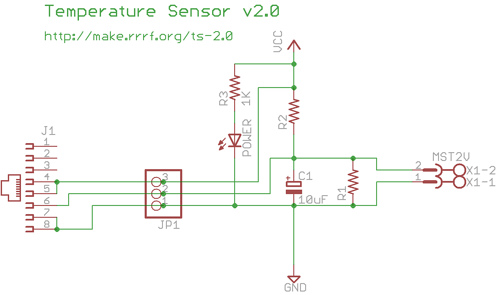 Temperature Sensor v2.0
http://make.rrrf.org/ts-2.0
VCC
R3
1K
R2
POWER
J1
1
2
3
4
5
6
7
8
3
2
1
JP1
C1
+
10uF
R1
MST2V
2
X1-2
1
X1-1
GND